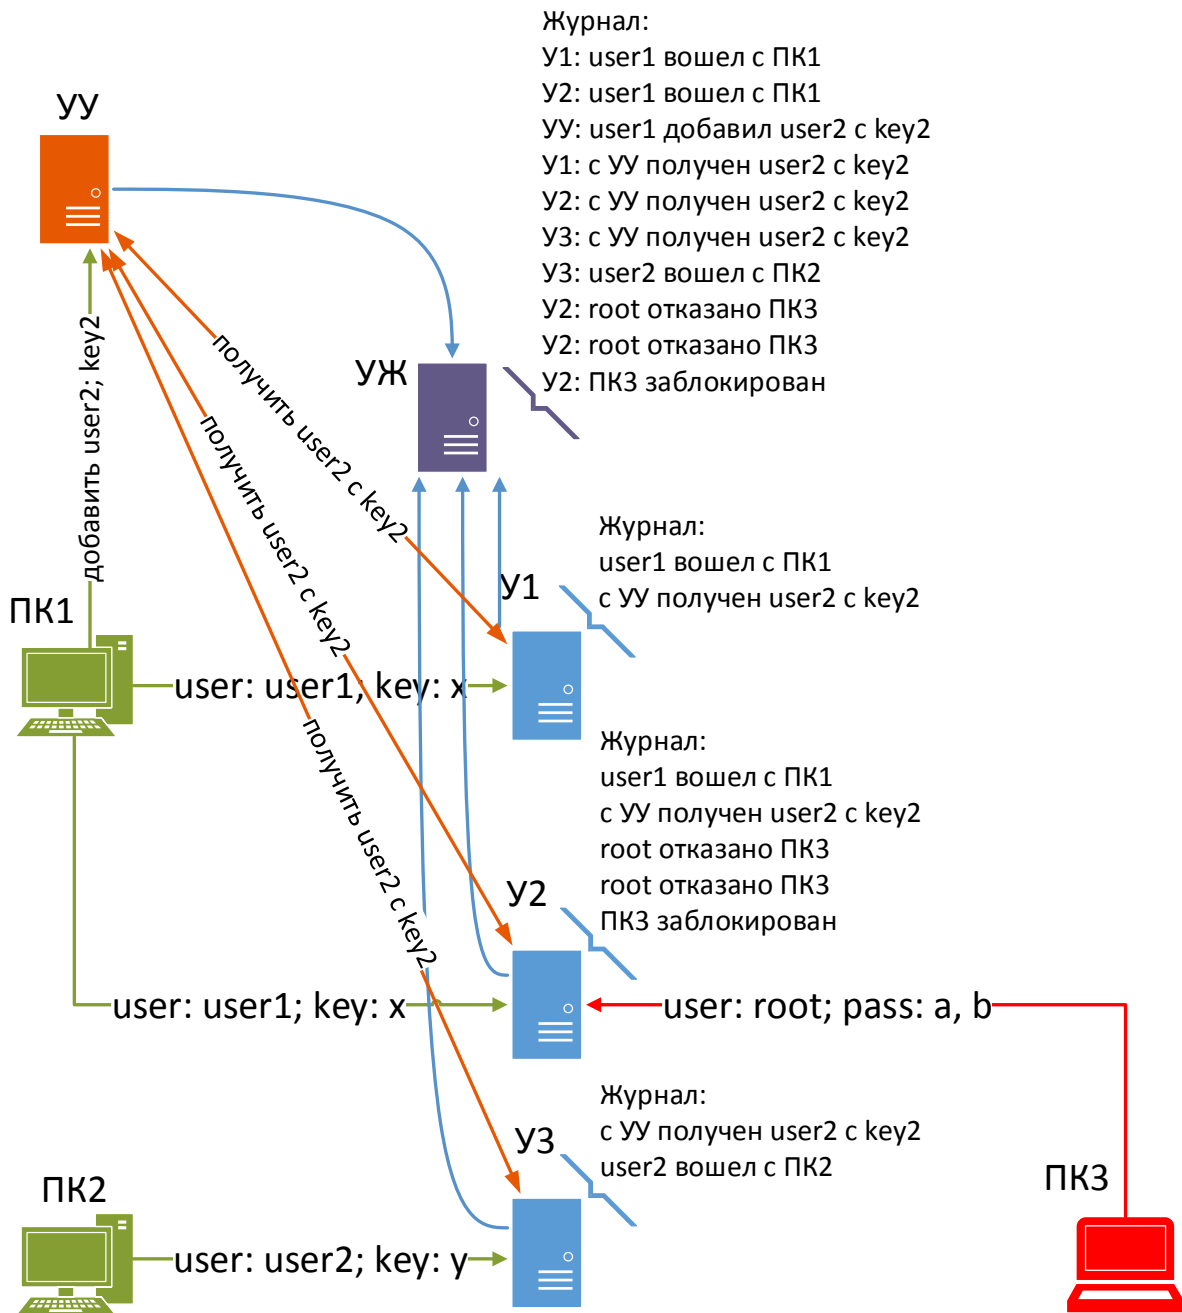 Журнал:
У1: user1 вошел с ПК1
У2: user1 вошел с ПК1
УУ: user1 добавил user2 с key2
У1: с УУ получен user2 с key2
У2: с УУ получен user2 с key2
У3: с УУ получен user2 с key2
У3: user2 вошел с ПК2
У2: root отказано ПК3
У2: root отказано ПК3
У2: ПК3 заблокирован
УУ
УЖ
добавить user2; key2
получить user2 с key2
получить user2 с key2
получить user2 с key2
Журнал:
user1 вошел с ПК1
с УУ получен user2 с key2
У1
ПК1
user: user1; key: x
Журнал:
user1 вошел с ПК1
с УУ получен user2 с key2
root отказано ПК3
root отказано ПК3
ПК3 заблокирован
У2
user: user1; key: x
user: root; pass: a, b
Журнал:
с УУ получен user2 с key2
user2 вошел с ПК2
У3
ПК2
ПК3
user: user2; key: y